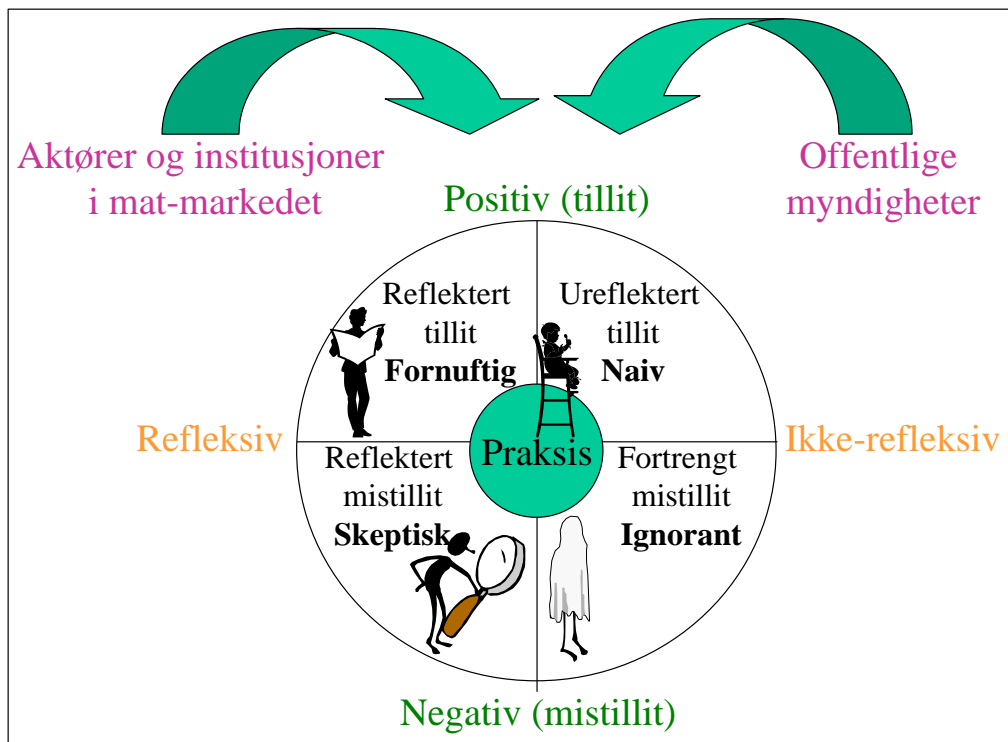 Aktører og institusjoner
i mat-markedet
Offentlige
myndigheter
Positiv (tillit)
Reflektert
tillit
Fornuftig
Ureflektert
tillit
Naiv
Refleksiv
Praksis
Ikke-refleksiv
Reflektert
mistillit
Skeptisk
Fortrengt
mistillit
Ignorant
Negativ (mistillit)